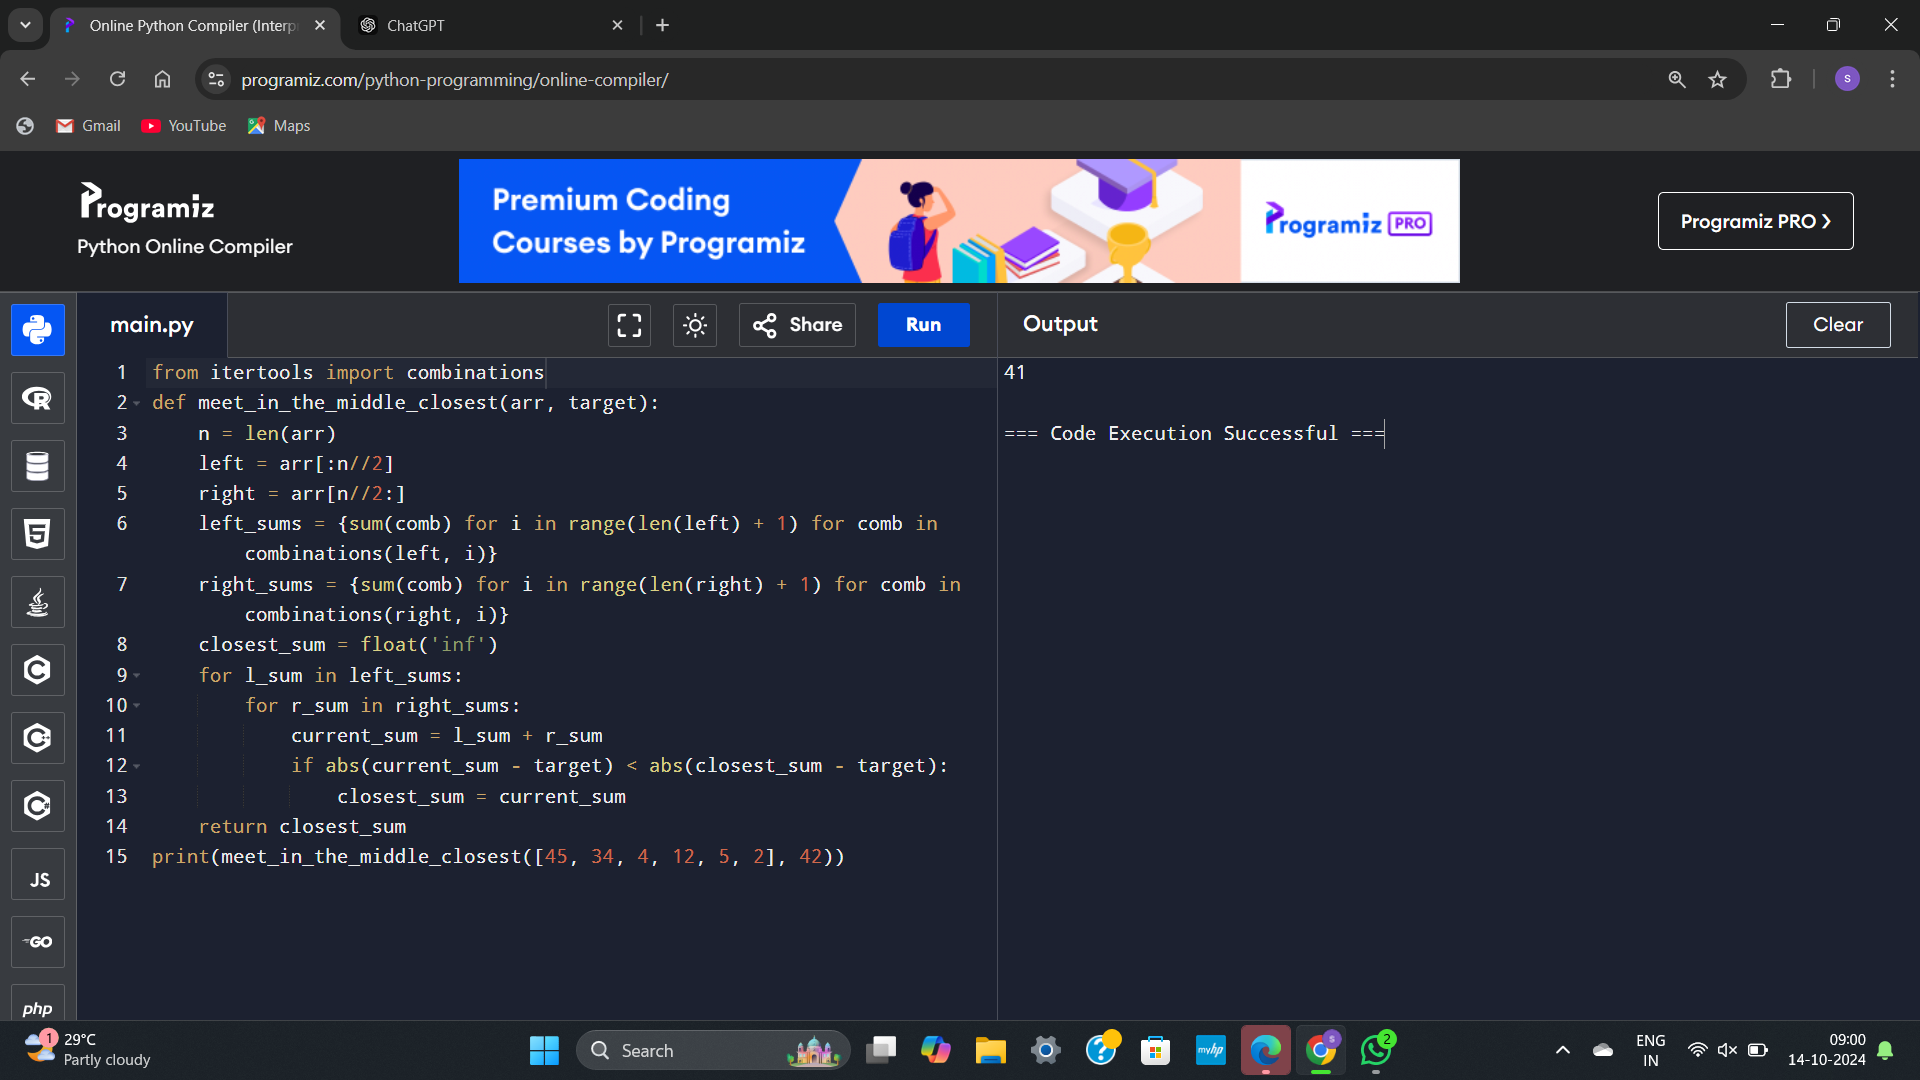 Online Python Compiler (Interp
ChatGPT
programiz.com/python-programming/online-compiler/
S
Gmail
YouTube
Maps
Programiz
Python Online Compiler
Premium Coding
Courses by Programiz
Programiz PRO
Programiz PRO ❯
main.py
Share
Run
Output
Clear
1 from itertools import combinations
2 def meet_in_the_middle_closest(arr, target):
3     n = len(arr)
4     left = arr[:n//2]
5     right = arr[n//2:]
6     left_sums = {sum(comb) for i in range(len(left) + 1) for comb in
        combinations(left, i)}
7     right_sums = {sum(comb) for i in range(len(right) + 1) for comb in
        combinations(right, i)}
8     closest_sum = float('inf')
9     for l_sum in left_sums:
10         for r_sum in right_sums:
11             current_sum = l_sum + r_sum
12             if abs(current_sum - target) < abs(closest_sum - target):
13                 closest_sum = current_sum
14     return closest_sum
15 print(meet_in_the_middle_closest([45, 34, 4, 12, 5, 2], 42))
41
=== Code Execution Successful ===
R
5
C
C++
C#
JS
GO
php
1
29°C
Partly cloudy
Search
?
myhp
S
2
ENG
IN
09:00
14-10-2024